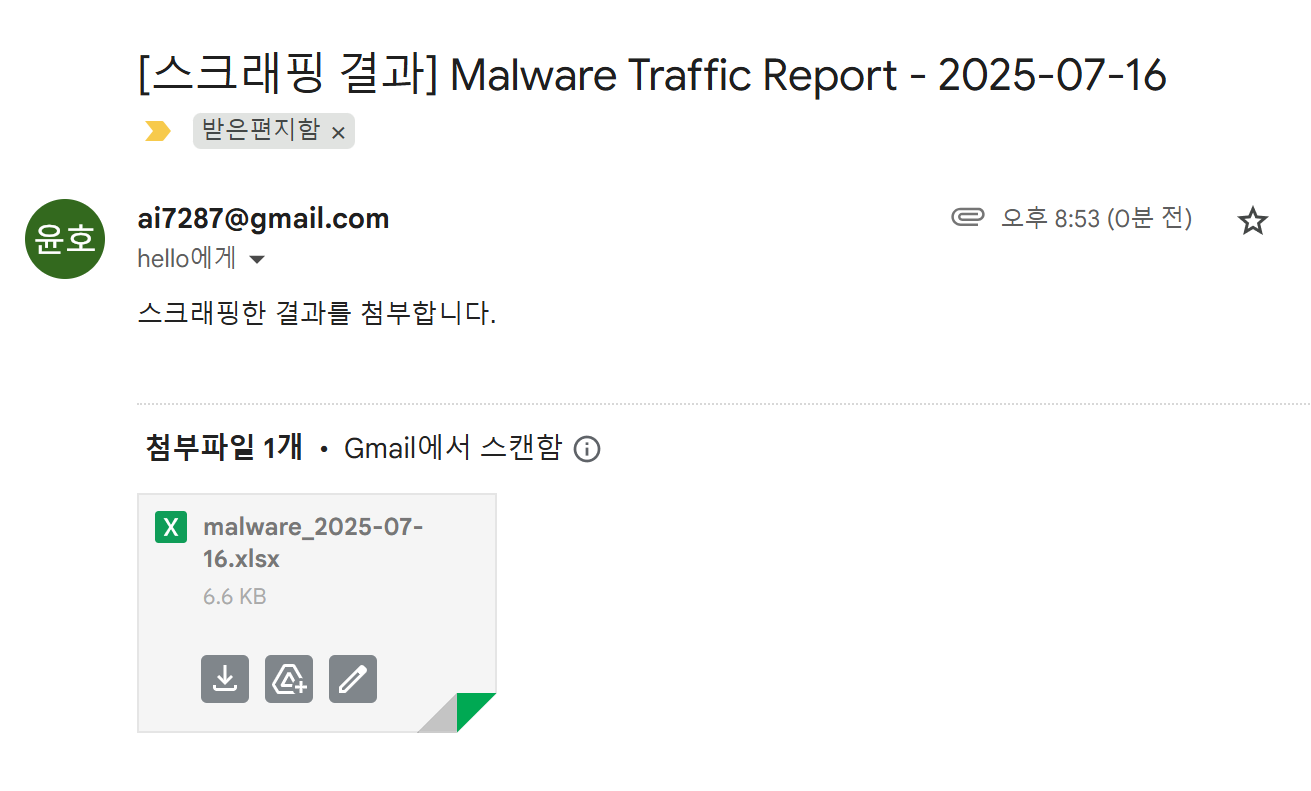 [스크래핑 결과] Malware Traffic Report - 2025-07-16
받은편지함 ×
윤호
ai7287@gmail.com
오후 8:53 (0분 전)
hello에게
스크래핑한 결과를 첨부합니다.
첨부파일 1개 • Gmail에서 스캔함
X
malware_2025-07-
16.xlsx
6.6 KB